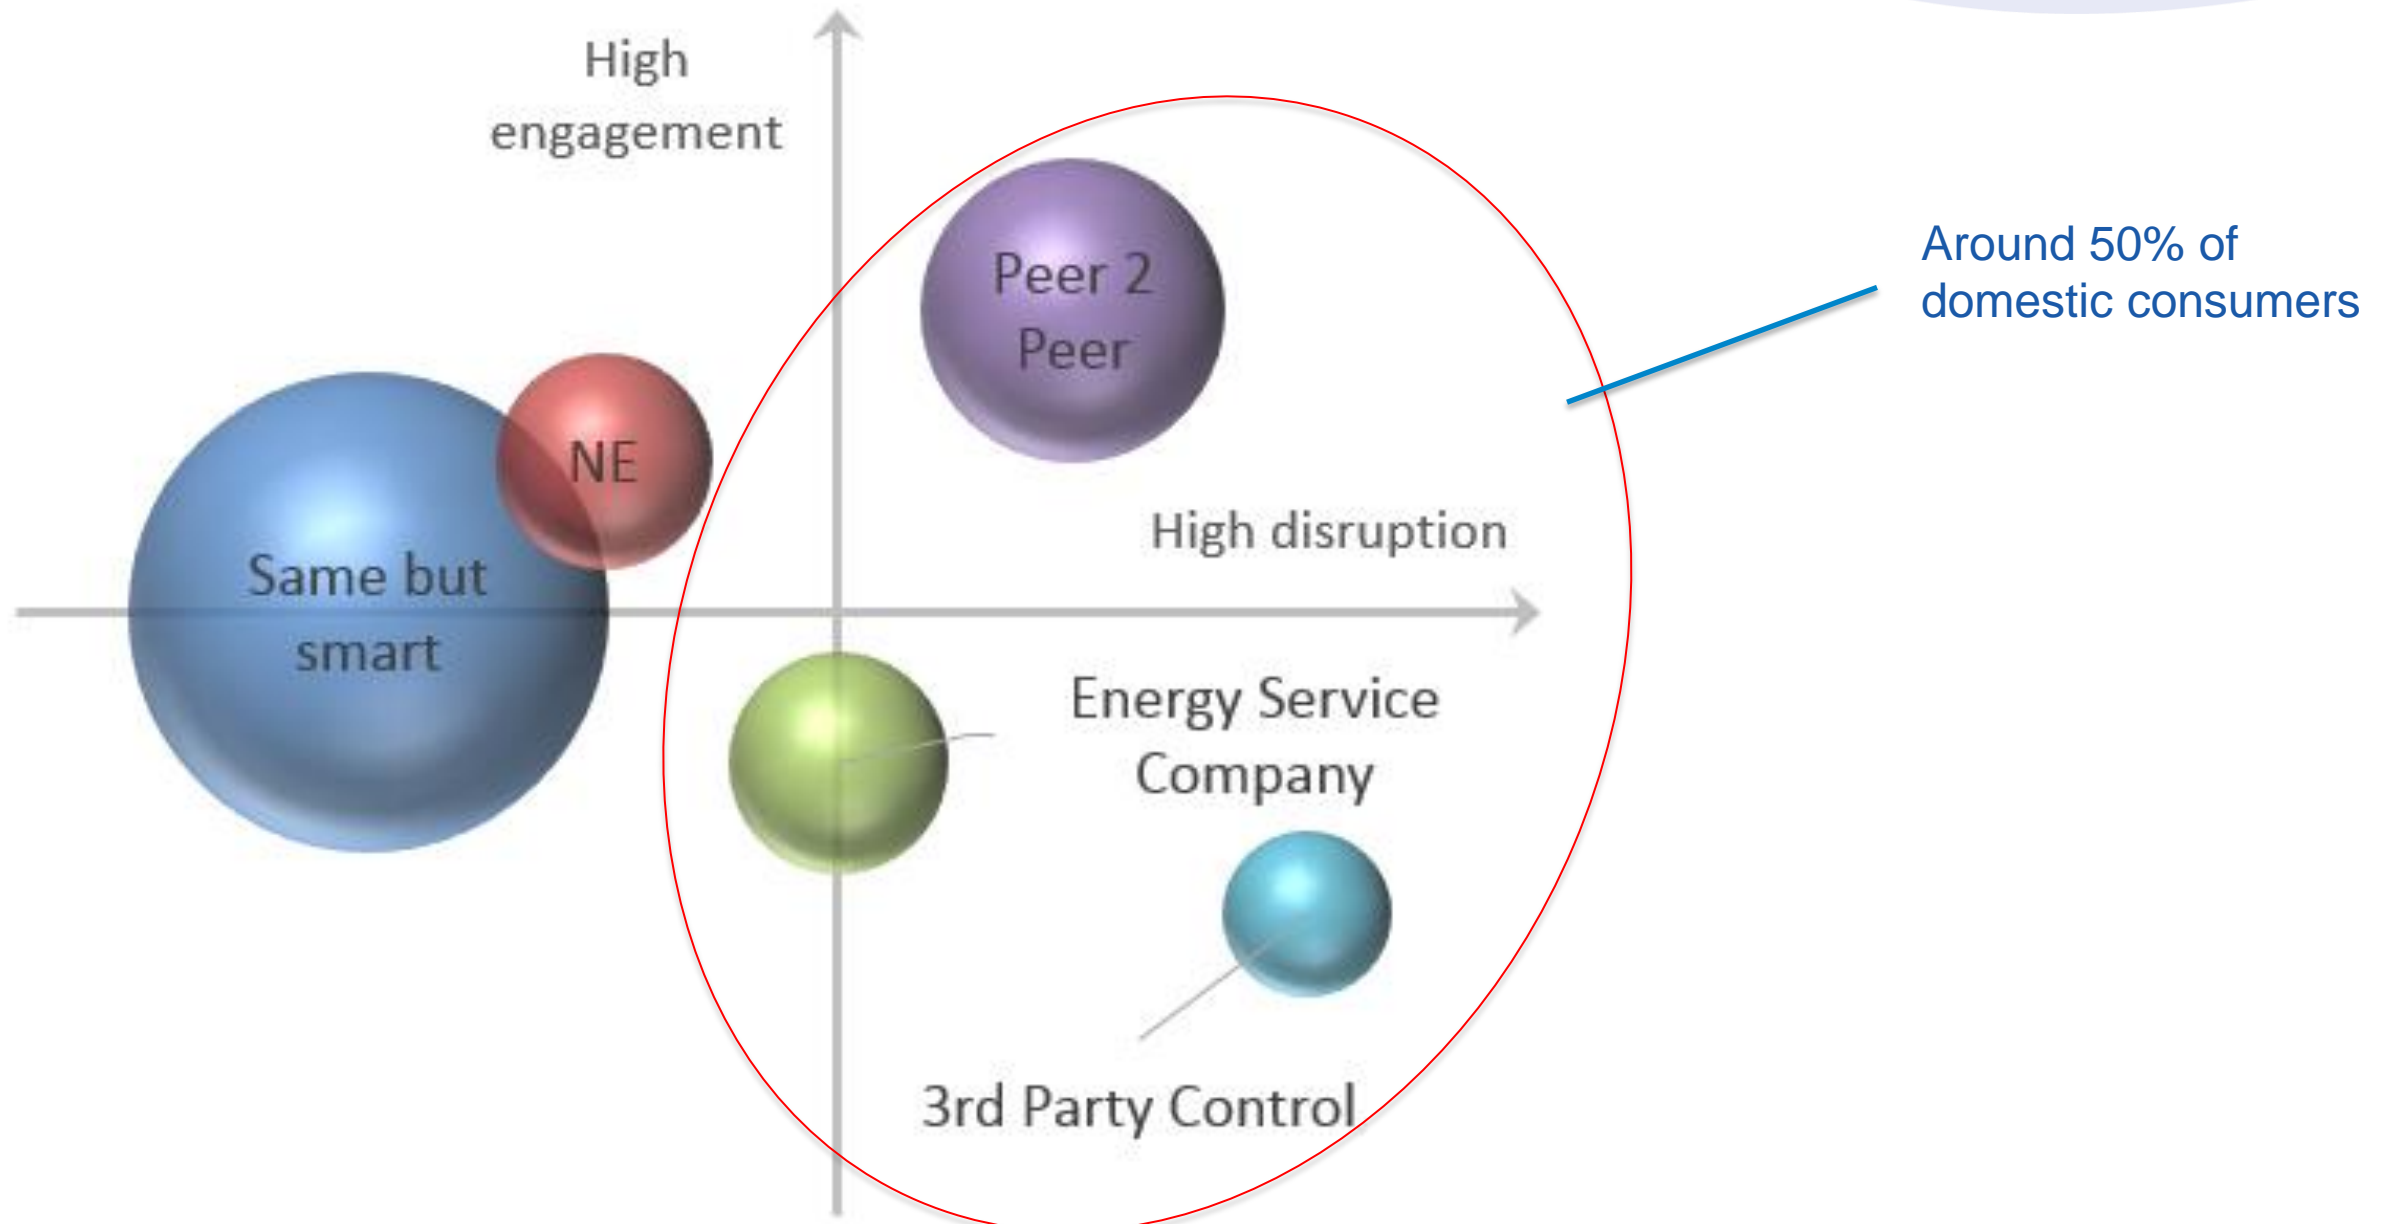 High
engagement
Peer 2
Peer
Around 50% of
domestic consumers
NE
Same but
smart
High disruption
Energy Service
Company
3rd Party Control